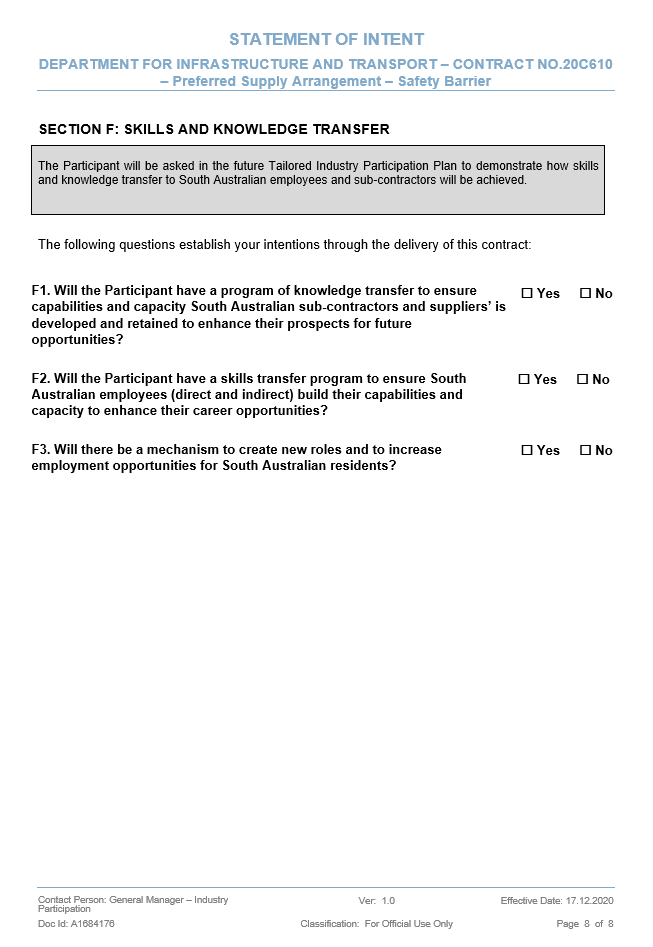 STATEMENT OF INTENT
DEPARTMENT FOR INFRASTRUCTURE AND TRANSPORT – CONTRACT NO.20C610
– Preferred Supply Arrangement – Safety Barrier
SECTION F: SKILLS AND KNOWLEDGE TRANSFER
The Participant will be asked in the future Tailored Industry Participation Plan to demonstrate how skills
and knowledge transfer to South Australian employees and sub-contractors will be achieved.
The following questions establish your intentions through the delivery of this contract:
F1. Will the Participant have a program of knowledge transfer to ensure ☐ Yes ☐ No
capabilities and capacity South Australian sub-contractors and suppliers’ is
developed and retained to enhance their prospects for future
opportunities?
F2. Will the Participant have a skills transfer program to ensure South ☐ Yes ☐ No
Australian employees (direct and indirect) build their capabilities and
capacity to enhance their career opportunities?
F3. Will there be a mechanism to create new roles and to increase ☐ Yes ☐ No
employment opportunities for South Australian residents?
Contact Person: General Manager – Industry Ver: 1.0 Effective Date: 17.12.2020
Participation
Doc Id: A1684176 Classification: For Official Use Only Page 8 of 8